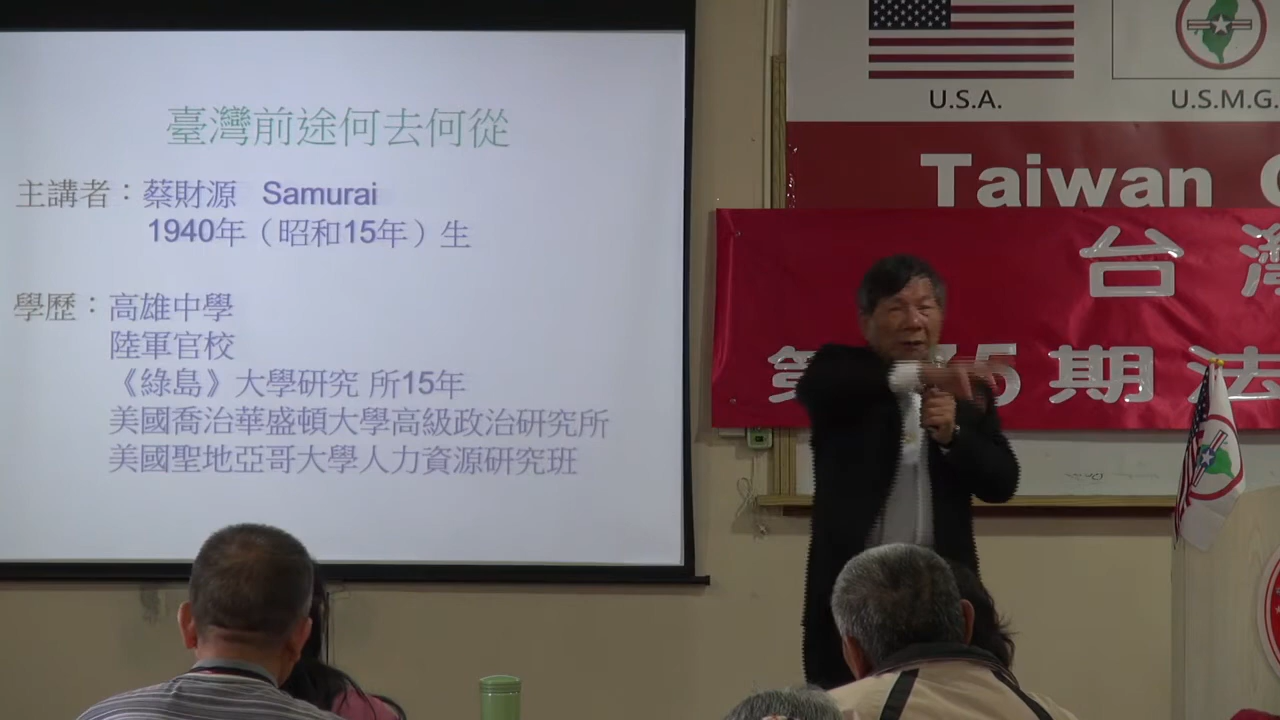 臺灣前途何去何從
主講者：蔡財源 Samurai
1940年（昭和15年）生
學歷：高雄中學
陸軍官校
《綠島》大學研究 所15年
美國喬治華盛頓大學高級政治研究所
美國聖地亞哥大學人力資源研究班
U.S.A.
U.S.M.G.
Taiwan
台灣
第 5期法